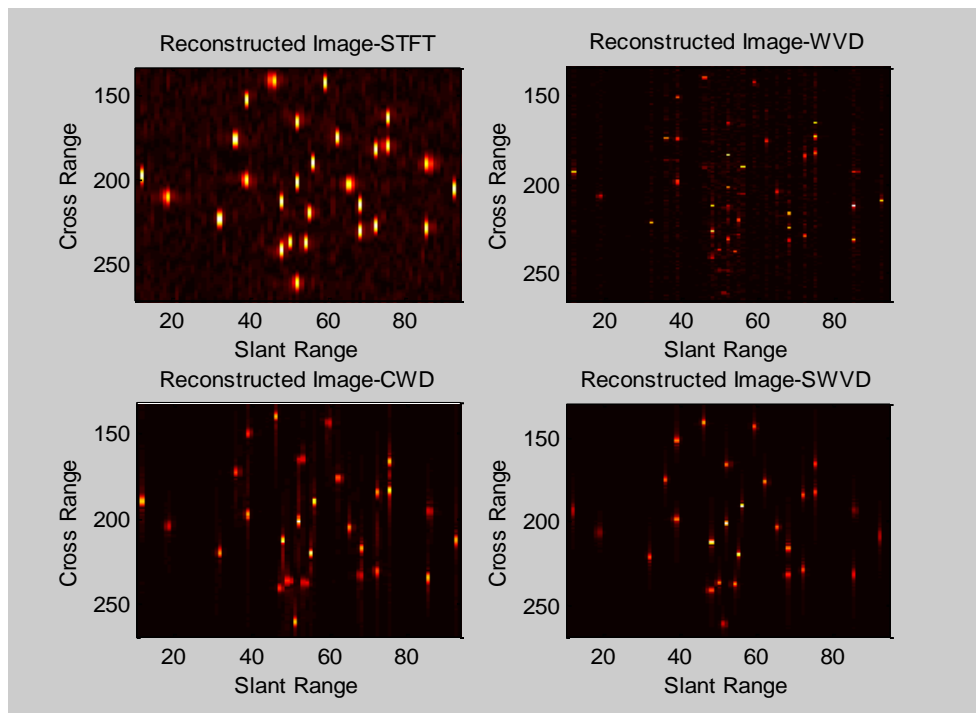 Reconstructed Image-STFT
150
200
250
Cross Range
20 40 60 80
Slant Range
Reconstructed Image-WVD
150
200
250
Cross Range
20 40 60 80
Slant Range
Reconstructed Image-CWD
150
200
250
Cross Range
20 40 60 80
Slant Range
Reconstructed Image-SWVD
150
200
250
Cross Range
20 40 60 80
Slant Range